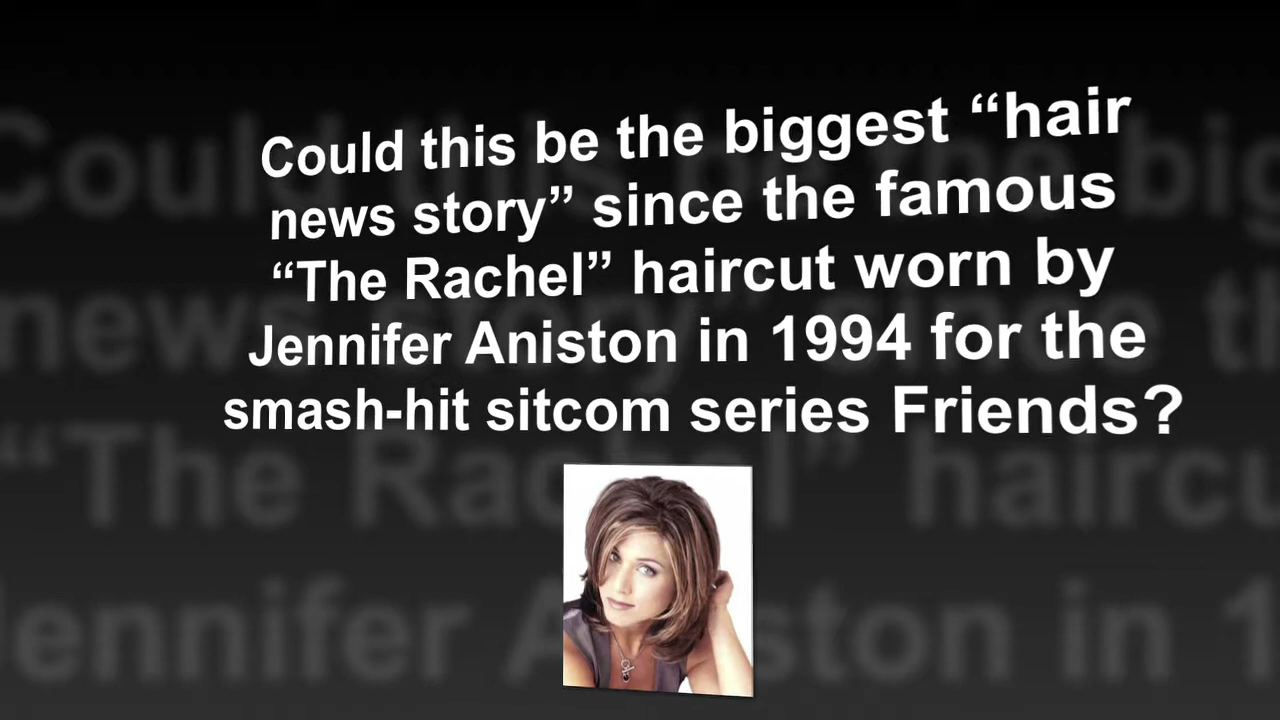 Could this be the biggest “hair
news story” since the famous
“The Rachel” haircut worn by
Jennifer Aniston in 1994 for the
smash-hit sitcom series Friends?